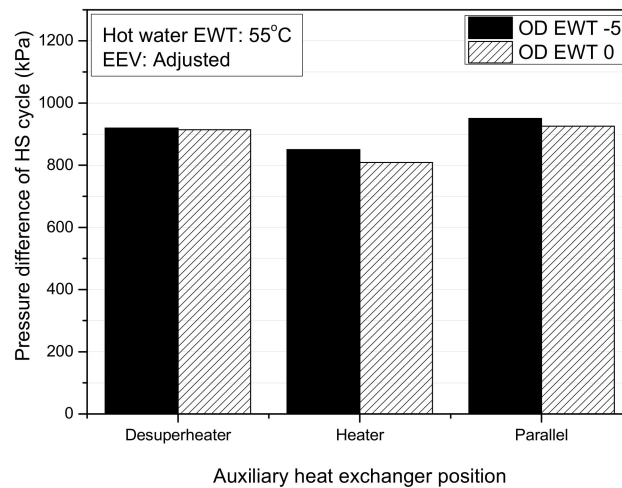 Hot water EWT: 55°C
EEV: Adjusted
OD EWT -5
OD EWT 0
Pressure difference of HS cycle (kPa)
1200
1000
800
600
400
200
0
Desuperheater
Heater
Parallel
Auxiliary heat exchanger position